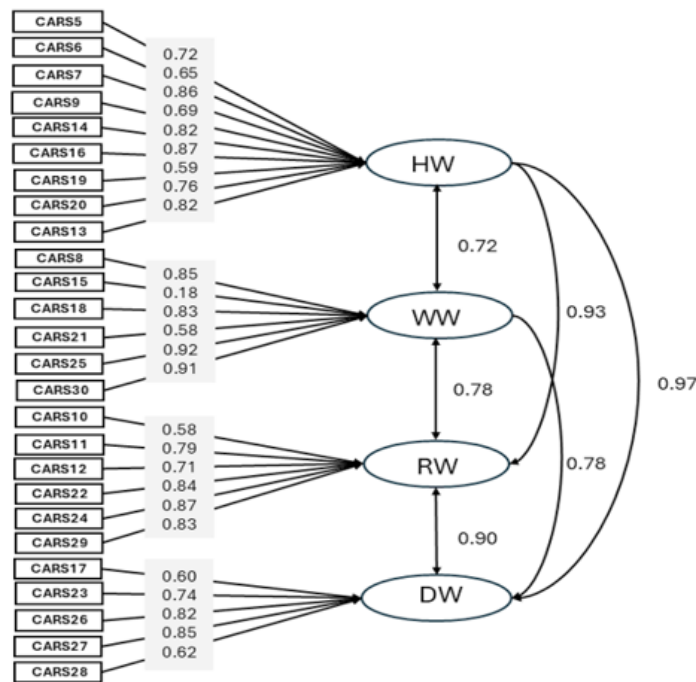 CARS5
CARS6
CARS7
CARS9
CARS14
CARS16
CARS19
CARS20
CARS13
0.72
0.65
0.86
0.69
0.82
0.87
0.59
0.76
0.82
HW
0.72
CARS8
CARS15
CARS18
CARS21
CARS25
CARS30
0.85
0.18
0.83
0.58
0.92
0.91
WW
0.93
0.97
0.78
CARS10
CARS11
CARS12
CARS22
CARS24
CARS29
0.58
0.79
0.71
0.84
0.87
0.83
RW
0.78
0.90
CARS17
CARS23
CARS26
CARS27
CARS28
0.60
0.74
0.82
0.85
0.62
DW